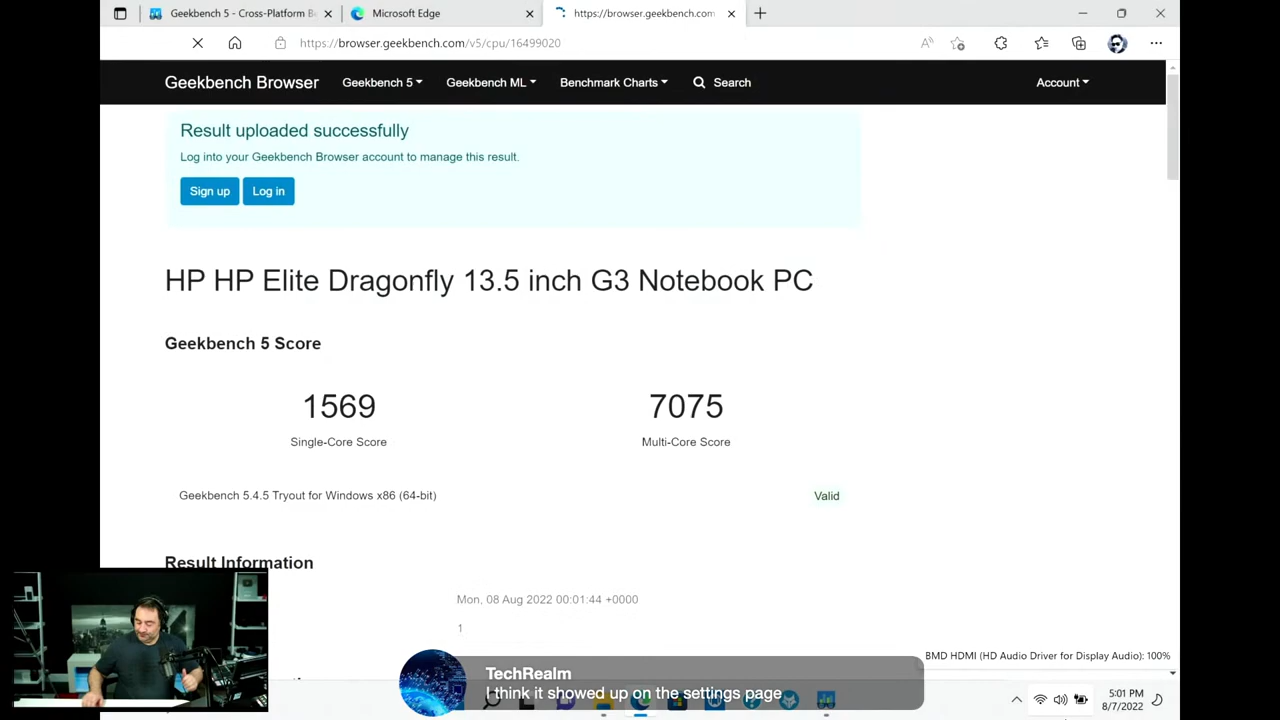 Geekbench 5 - Cross-Platform Be
Microsoft Edge
https://browser.geekbench.com
https://browser.geekbench.com/v5/cpu/16499020
Geekbench Browser
Geekbench 5
Geekbench ML
Benchmark Charts
Search
Account
Result uploaded successfully
Log into your Geekbench Browser account to manage this result.
Sign up
Log in
HP HP Elite Dragonfly 13.5 inch G3 Notebook PC
Geekbench 5 Score
1569
7075
Single-Core Score
Multi-Core Score
Geekbench 5.4.5 Tryout for Windows x86 (64-bit)
Valid
Result Information
Mon, 08 Aug 2022 00:01:44 +0000
1
BMD HDMI (HD Audio Driver for Display Audio): 100%
TechRealm
I think it showed up on the settings page
5:01 PM
8/7/2022